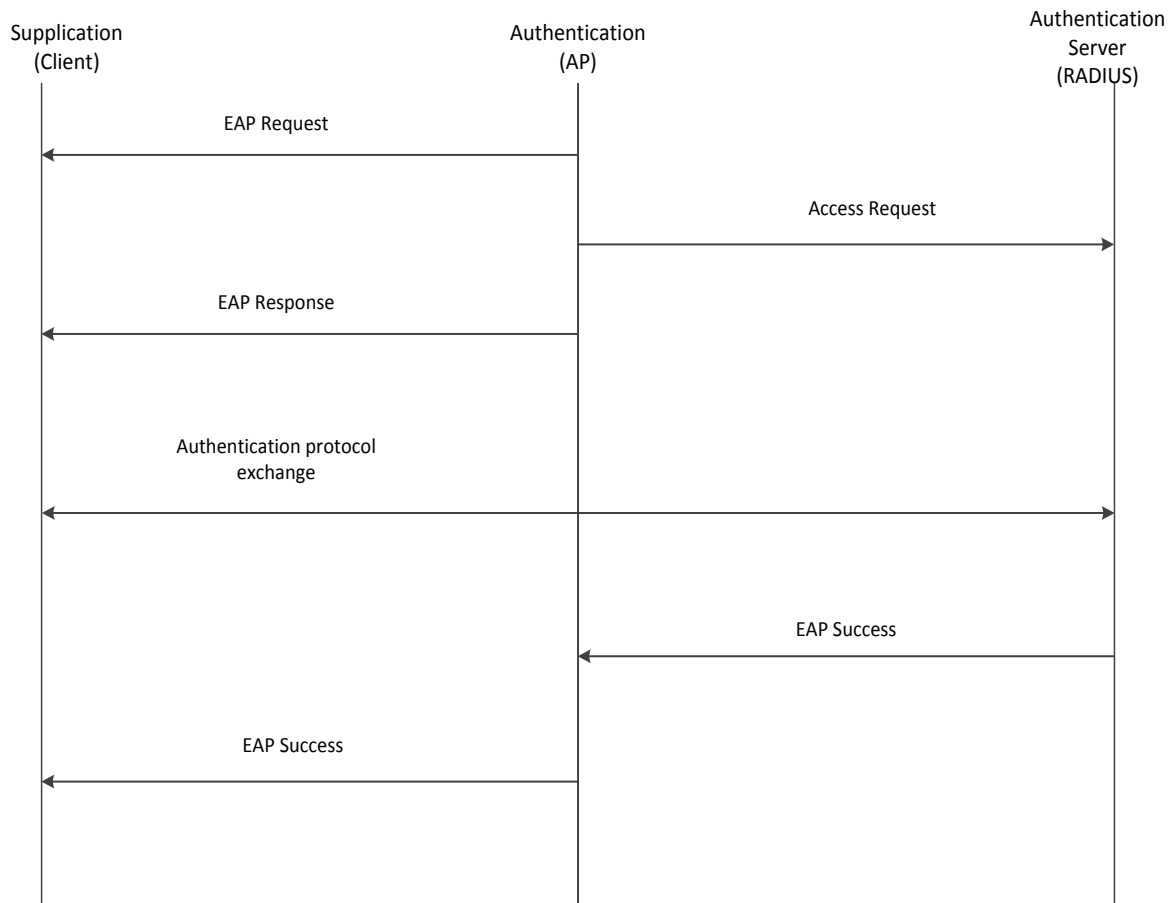 Supplication
(Client)
Authentication
(AP)
Authentication
Server
(RADIUS)
EAP Request
Access Request
EAP Response
Authentication protocol
exchange
EAP Success
EAP Success